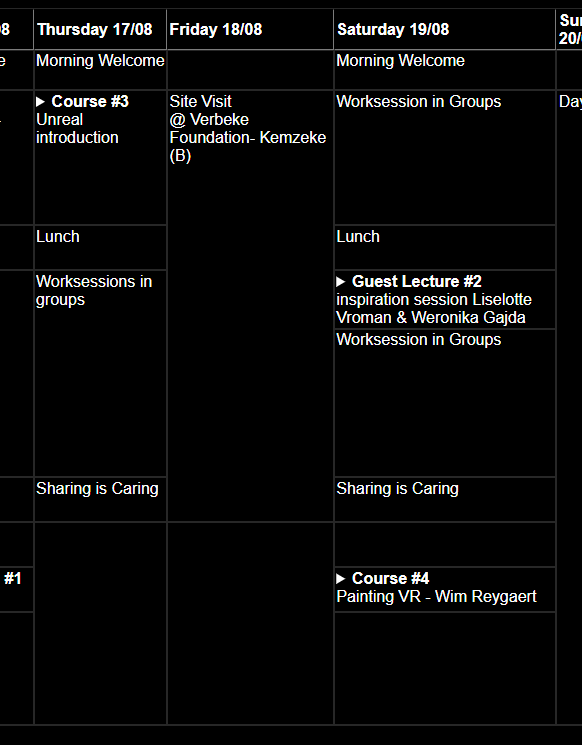 8
Thursday 17/08
Friday 18/08
Saturday 19/08
Sun
20/
e
Morning Welcome
Morning Welcome
▶ Course #3
Unreal
introduction
Site Visit
@ Verbeke
Foundation- Kemzeke
(B)
Worksession in Groups
Day
Lunch
Lunch
Worksessions in
groups
▶ Guest Lecture #2
inspiration session Liselotte
Vroman & Weronika Gajda
Worksession in Groups
Sharing is Caring
Sharing is Caring
#1
▶ Course #4
Painting VR - Wim Reygaert